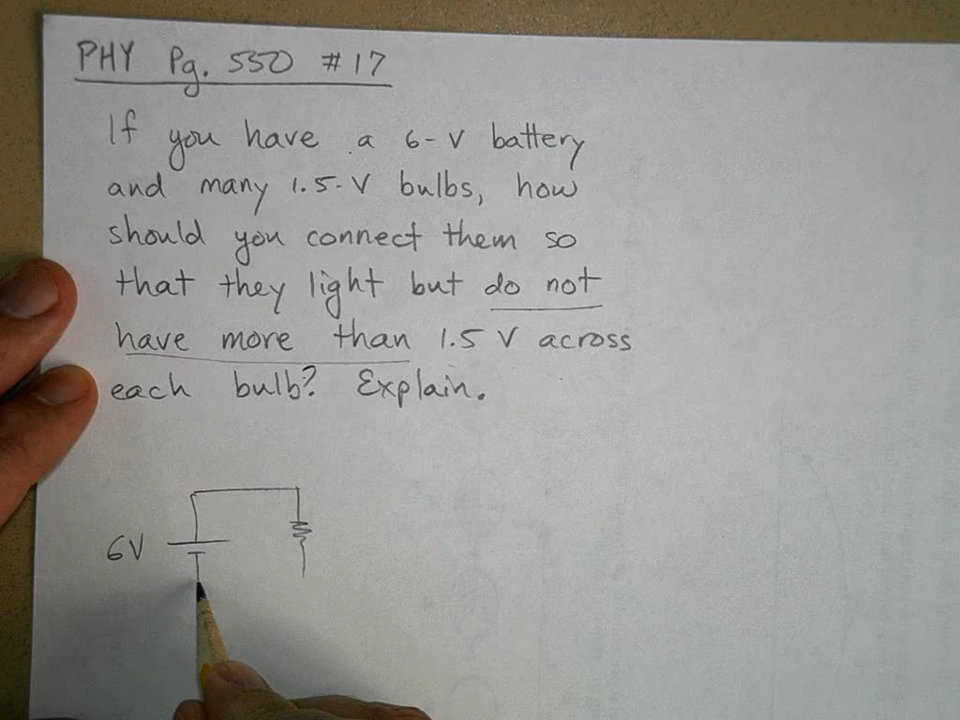 PHY Pg. 550 #17
If you have a 6-V battery
and many 1.5-V bulbs, how
should you connect them so
that they light but do not
have more than 1.5 V across
each bulb? Explain.
6V